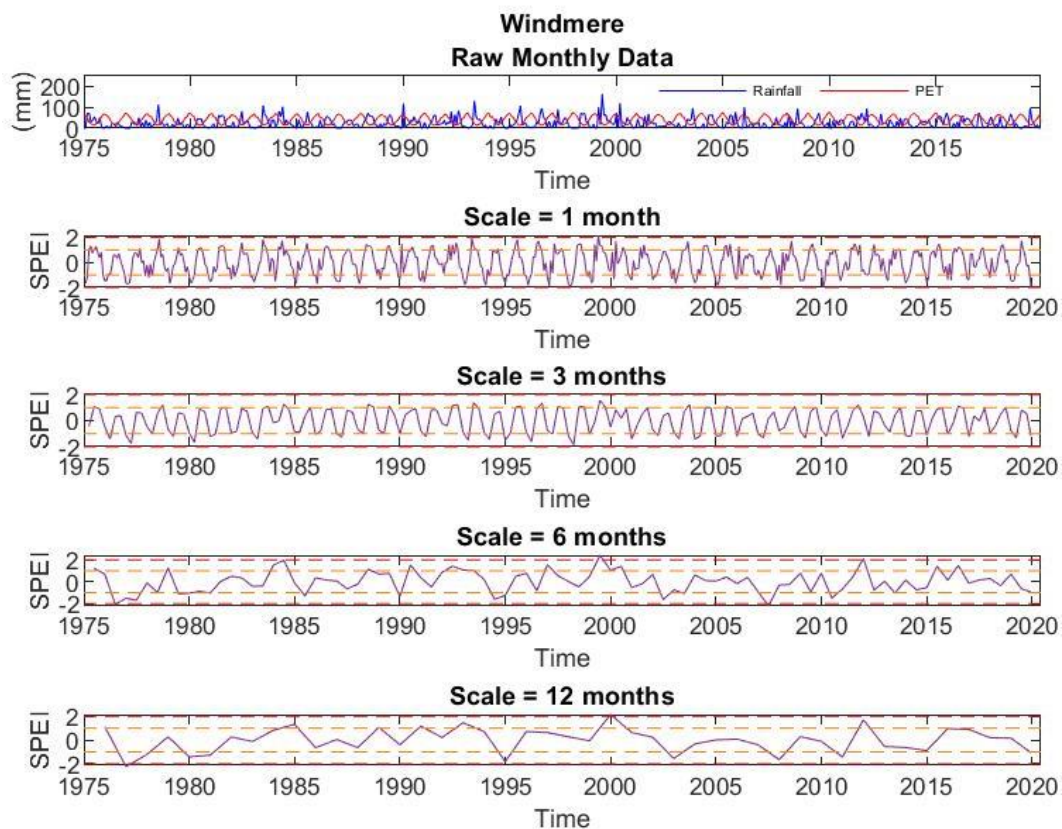 Windmere
Raw Monthly Data
(mm)
200
100
0
Rainfall
PET
1975 1980 1985 1990 1995 2000 2005 2010 2015
Time
Scale = 1 month
SPEI
2
0
-2
1975 1980 1985 1990 1995 2000 2005 2010 2015 2020
Time
Scale = 3 months
SPEI
2
0
-2
1975 1980 1985 1990 1995 2000 2005 2010 2015 2020
Time
Scale = 6 months
SPEI
2
0
-2
1975 1980 1985 1990 1995 2000 2005 2010 2015 2020
Time
Scale = 12 months
SPEI
2
0
-2
1975 1980 1985 1990 1995 2000 2005 2010 2015 2020
Time